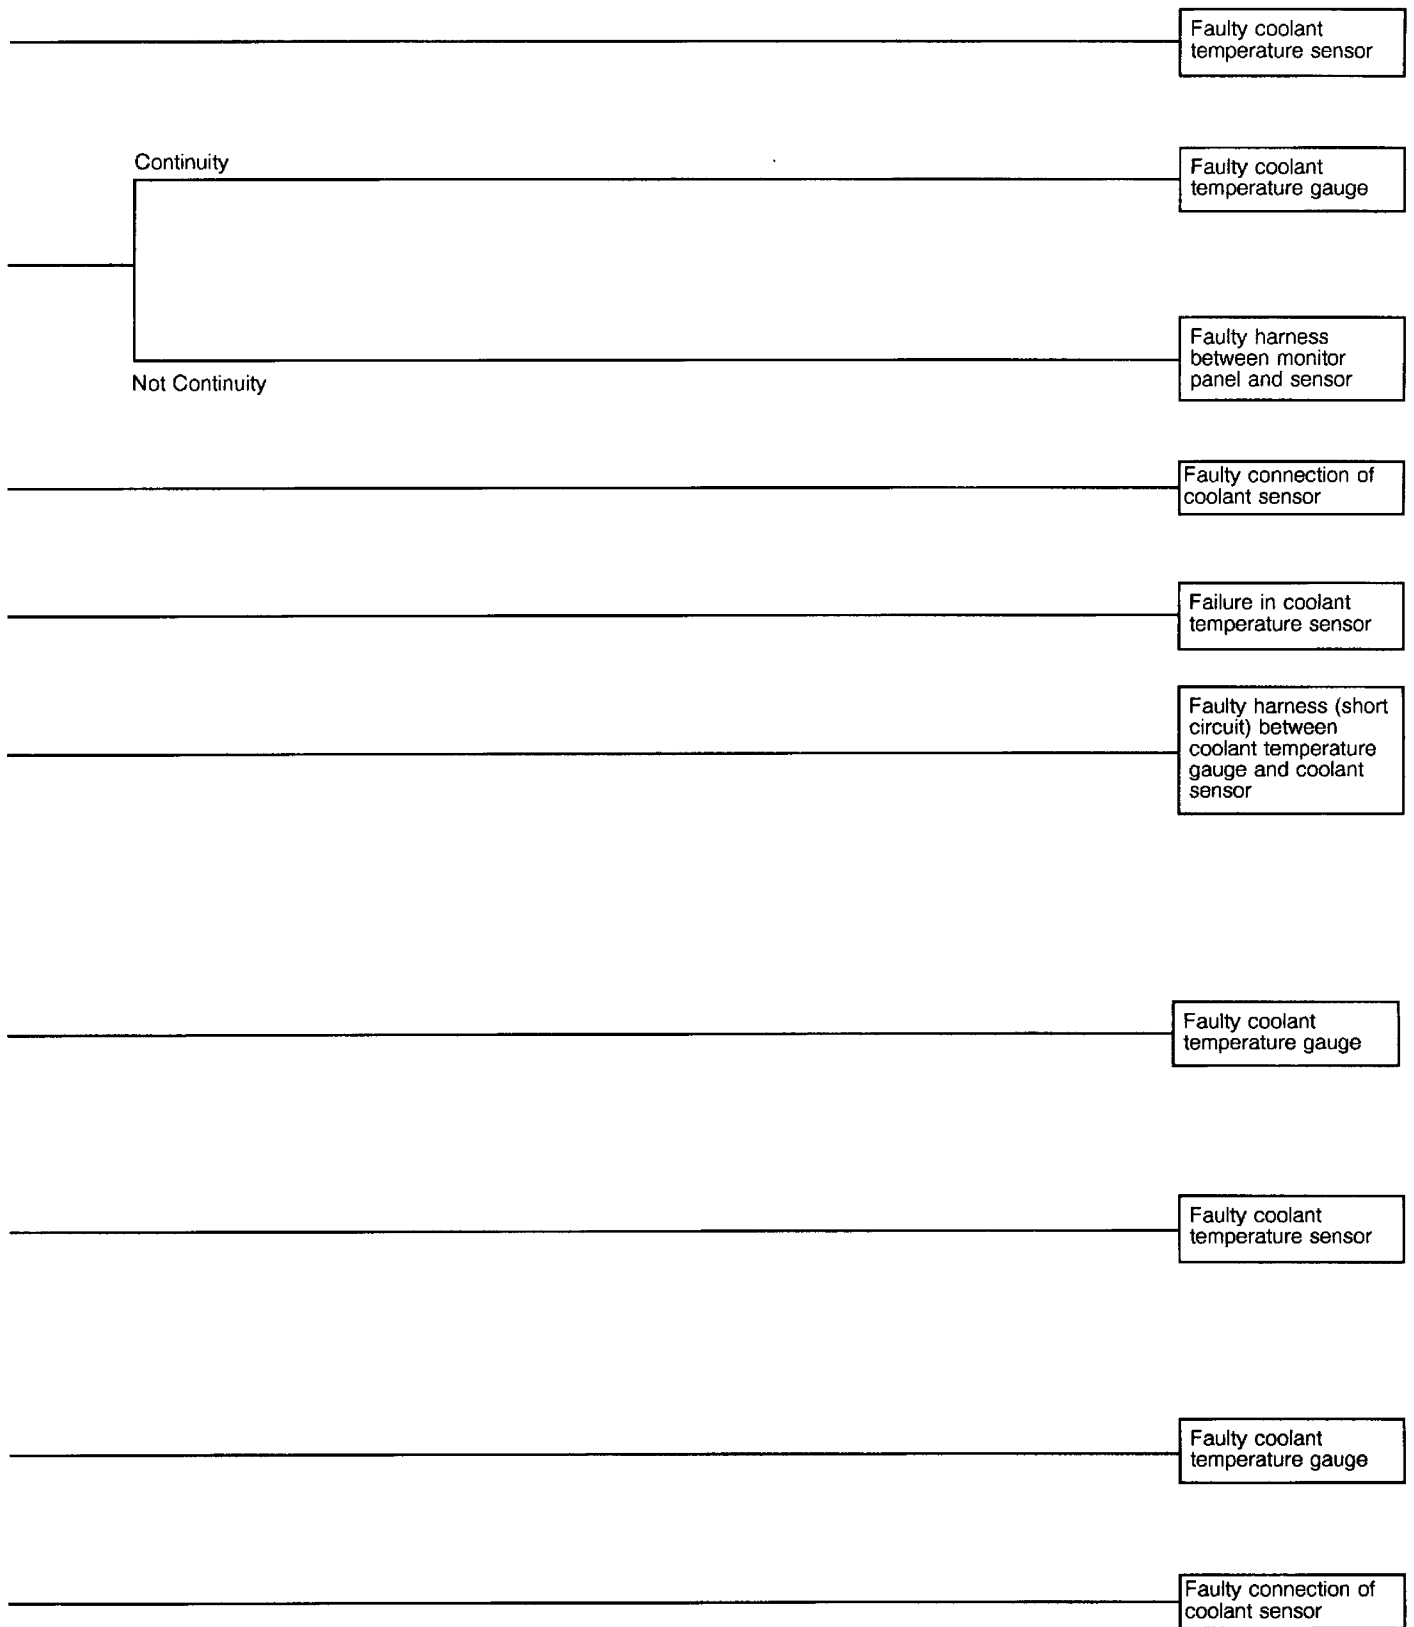 Faulty coolant
temperature sensor
Continuity
Faulty coolant
temperature gauge
Faulty harness
between monitor
panel and sensor
Not Continuity
Faulty connection of
coolant sensor
Failure in coolant
temperature sensor
Faulty harness (short
circuit) between
coolant temperature
gauge and coolant
sensor
Faulty coolant
temperature gauge
Faulty coolant
temperature sensor
Faulty coolant
temperature gauge
Faulty connection of
coolant sensor